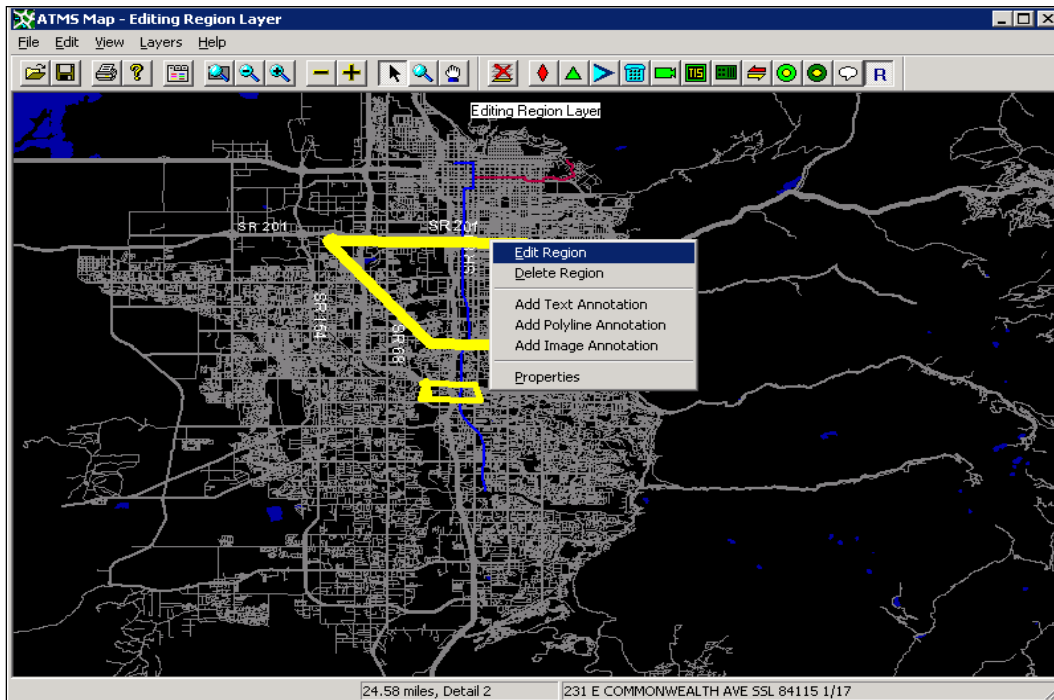 ATMS Map - Editing Region Layer
File Edit View Layers Help
TIS
R
Editing Region Layer
SR 201
SR 201
SR 154
SR 68
Edit Region
Delete Region
Add Text Annotation
Add Polyline Annotation
Add Image Annotation
Properties
24.58 miles, Detail 2
231 E COMMONWEALTH AVE SSL 84115 1/17